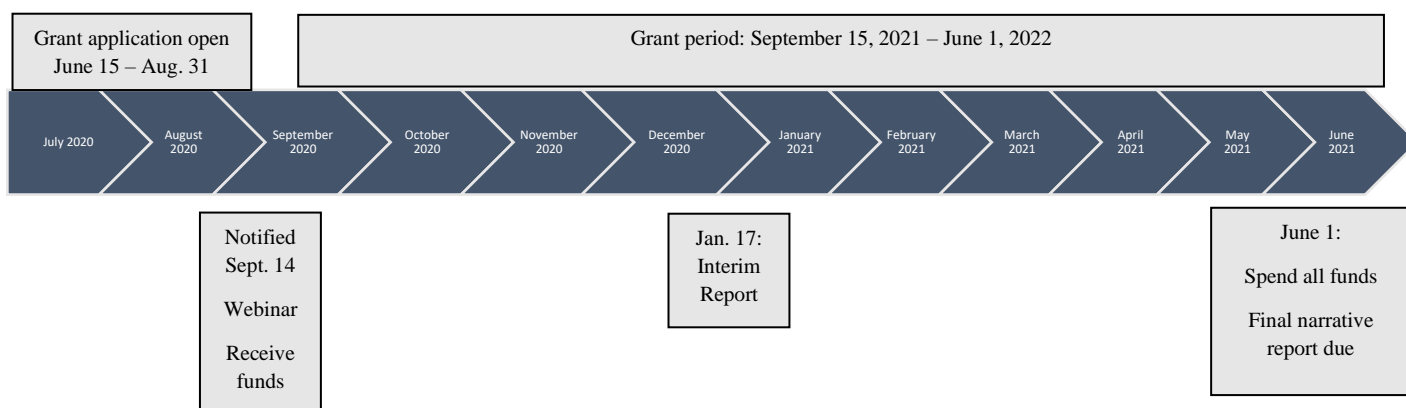 Grant application open
June 15 – Aug. 31
Grant period: September 15, 2021 – June 1, 2022
July 2020
August
2020
September
2020
October
2020
November
2020
December
2020
January
2021
February
2021
March
2021
April
2021
May
2021
June
2021
Notified
Sept. 14
Webinar
Receive
funds
Jan. 17:
Interim
Report
June 1:
Spend all funds
Final narrative
report due